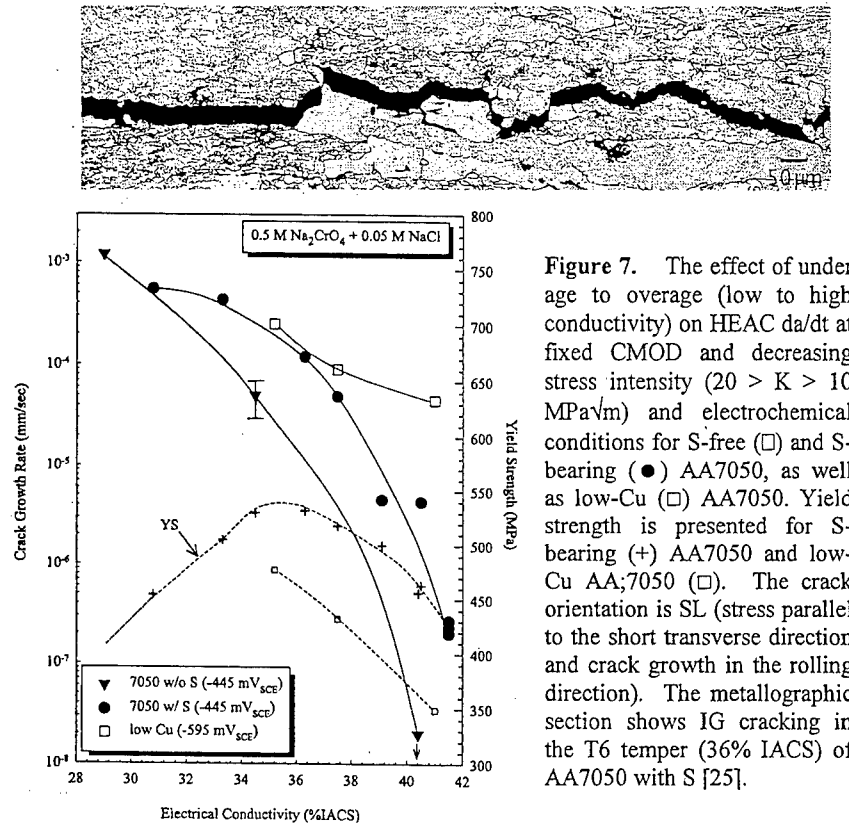 50µm
0.5 M Na₂CrO₄ + 0.05 M NaCl
10⁻³
10⁻⁴
10⁻⁵
10⁻⁶
10⁻⁷
10⁻⁸
Crack Growth Rate (mm/sec)
800
750
700
650
600
550
500
450
400
350
300
Yield Strength (MPa)
YS
7050 w/o S (-445 mV_SCE)
7050 w/ S (-445 mV_SCE)
low Cu (-595 mV_SCE)
28 30 32 34 36 38 40 42
Electrical Conductivity (%IACS)
Figure 7. The effect of under
age to overage (low to high
conductivity) on HEAC da/dt at
fixed CMOD and decreasing
stress intensity (20 > K > 10
MPa√m) and electrochemical
conditions for S-free (□) and S-
bearing (●) AA7050, as well
as low-Cu (□) AA7050. Yield
strength is presented for S-
bearing (+) AA7050 and low-
Cu AA;7050 (□). The crack
orientation is SL (stress parallel
to the short transverse direction
and crack growth in the rolling
direction). The metallographic
section shows IG cracking in
the T6 temper (36% IACS) of
AA7050 with S [25].